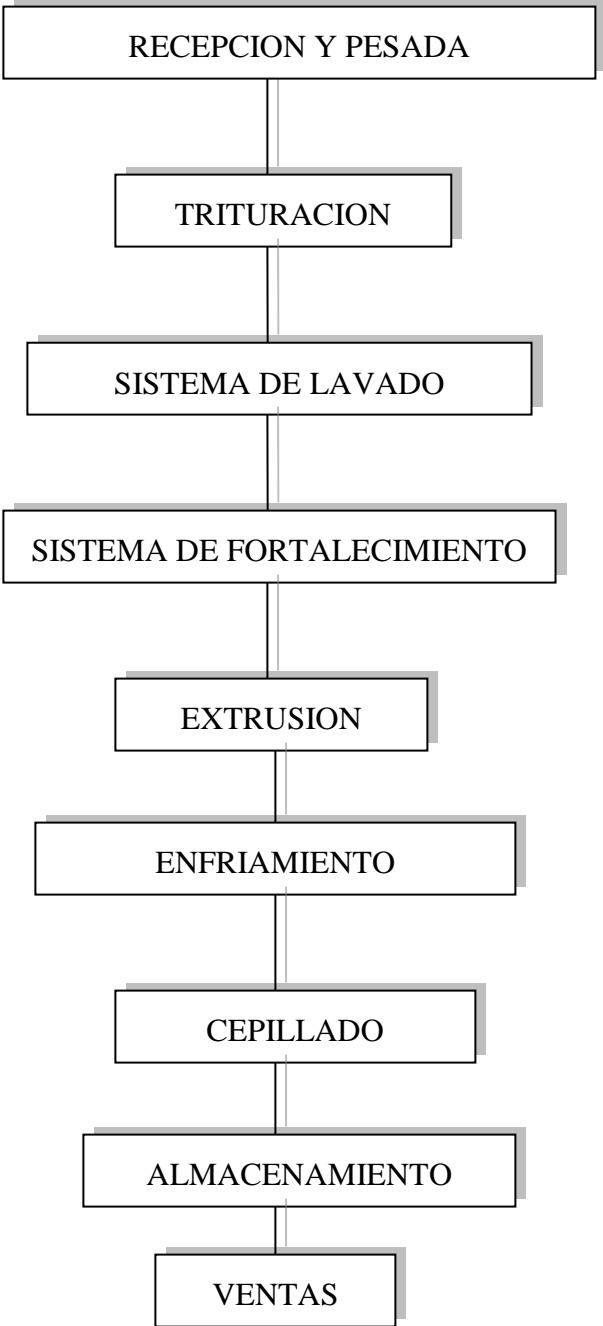 RECEPCION Y PESADA
TRITURACION
SISTEMA DE LAVADO
SISTEMA DE FORTALECIMIENTO
EXTRUSION
ENFRIAMIENTO
CEPILLADO
ALMACENAMIENTO
VENTAS